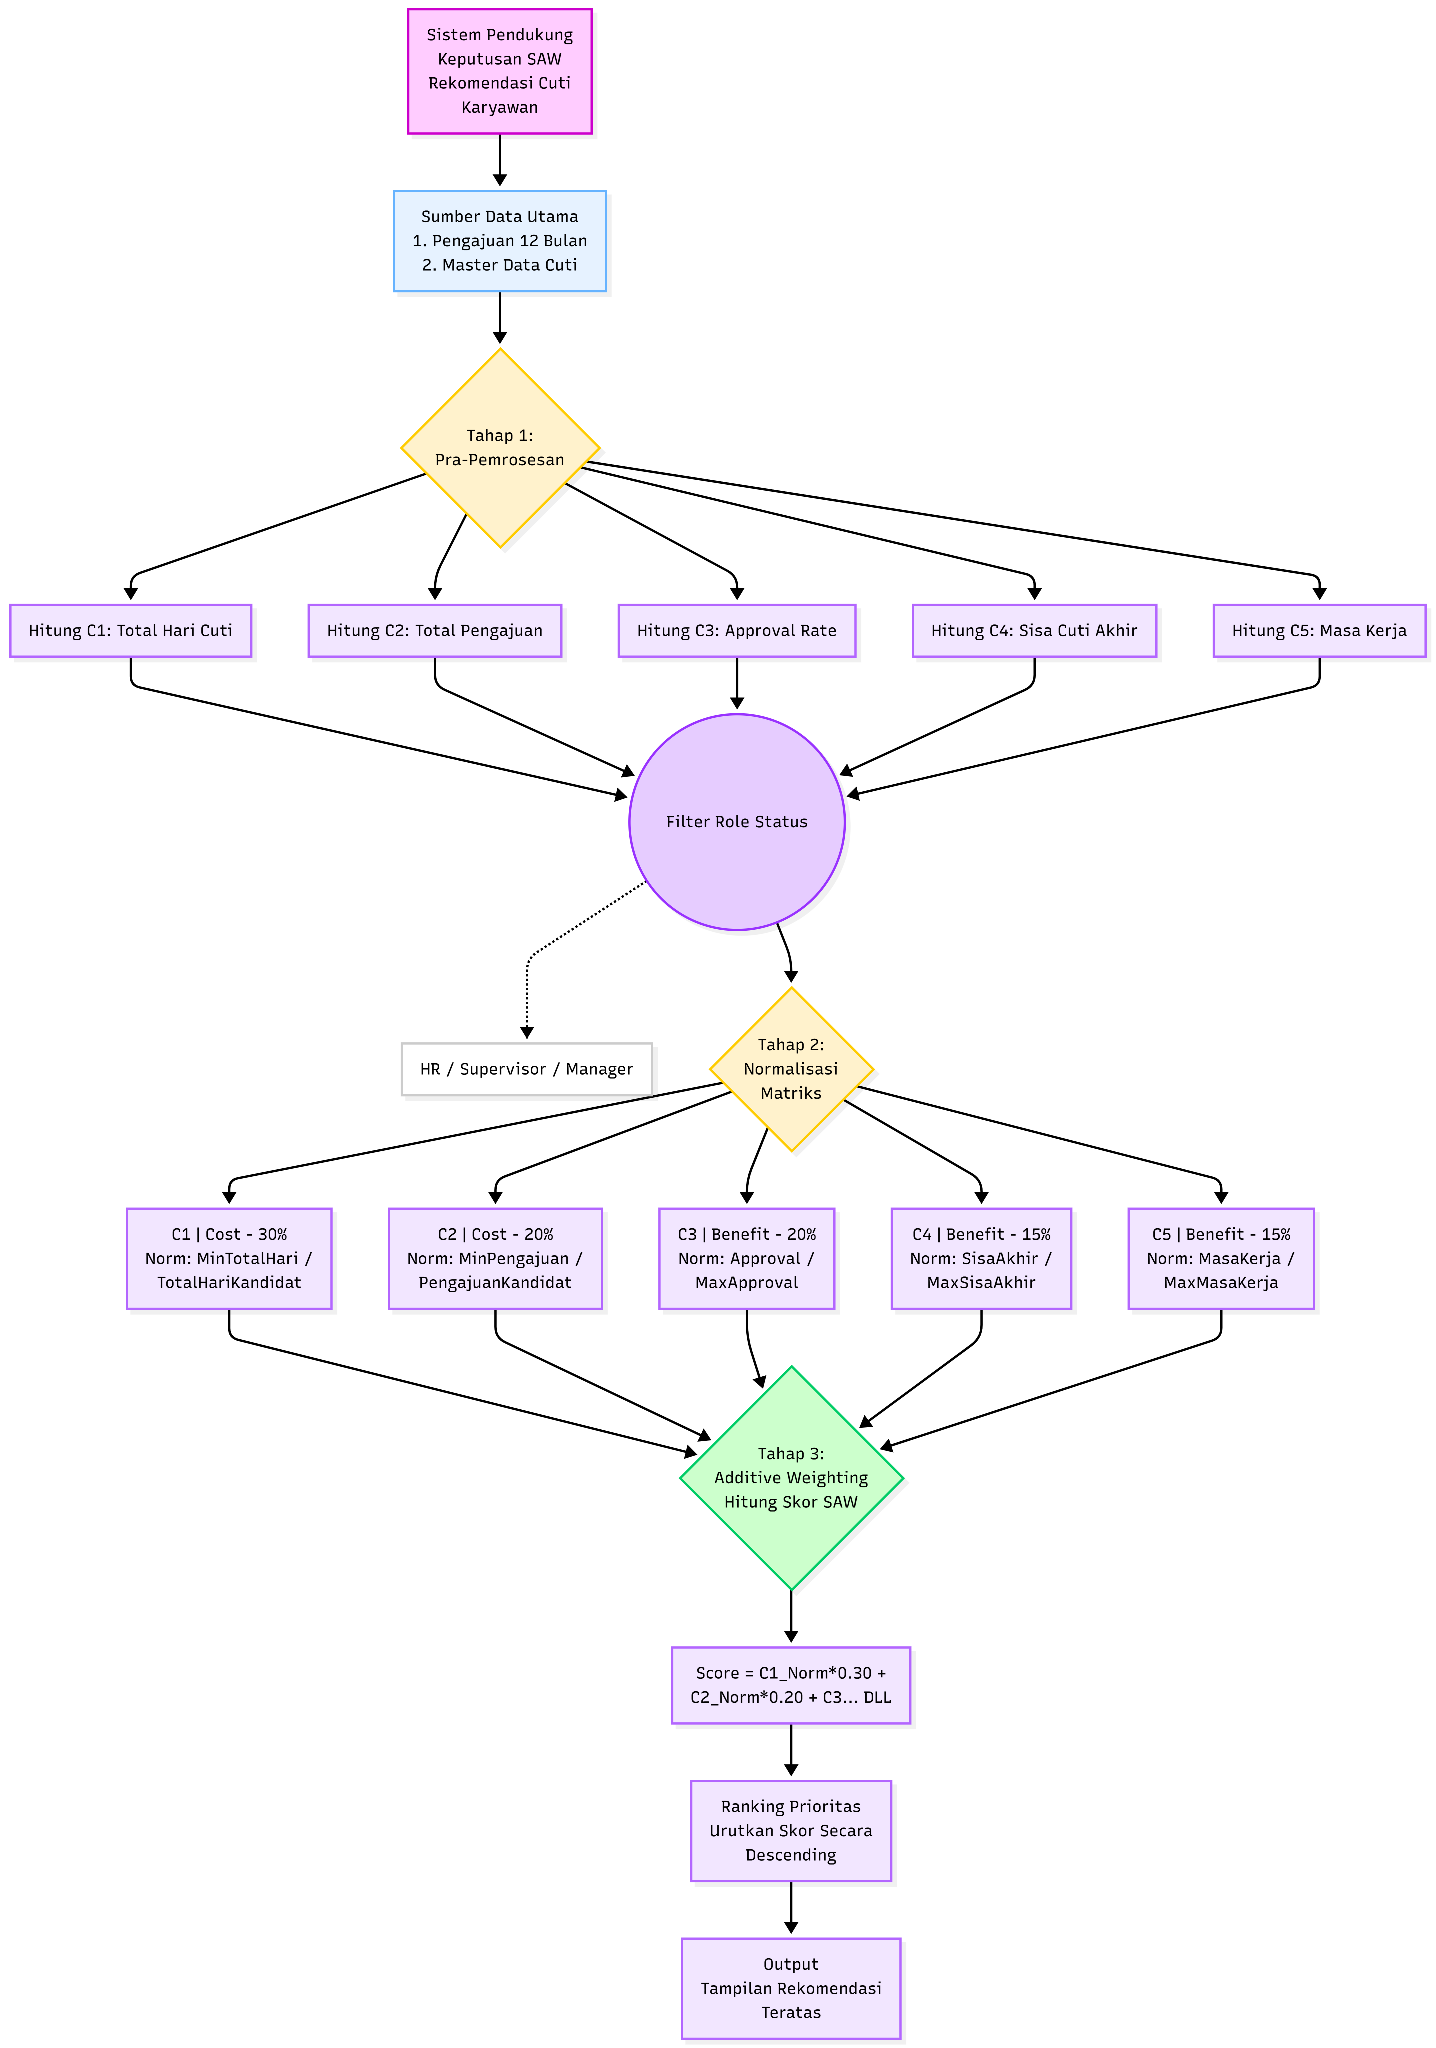 Sistem Pendukung
Keputusan SAW
Rekomendasi Cuti
Karyawan
Sumber Data Utama
1. Pengajuan 12 Bulan
2. Master Data Cuti
Tahap 1:
Pra-Pemrosesan
Hitung C1: Total Hari Cuti
Hitung C2: Total Pengajuan
Hitung C3: Approval Rate
Hitung C4: Sisa Cuti Akhir
Hitung C5: Masa Kerja
Filter Role Status
HR / Supervisor / Manager
Tahap 2:
Normalisasi
Matriks
C1 | Cost - 30%
Norm: MinTotalHari /
TotalHariKandidat
C2 | Cost - 20%
Norm: MinPengajuan /
PengajuanKandidat
C3 | Benefit - 20%
Norm: Approval /
MaxApproval
C4 | Benefit - 15%
Norm: SisaAkhir /
MaxSisaAkhir
C5 | Benefit - 15%
Norm: MasaKerja /
MaxMasaKerja
Tahap 3:
Additive Weighting
Hitung Skor SAW
Score = C1_Norm*0.30 +
C2_Norm*0.20 + C3... DLL
Ranking Prioritas
Urutkan Skor Secara
Descending
Output
Tampilan Rekomendasi
Teratas